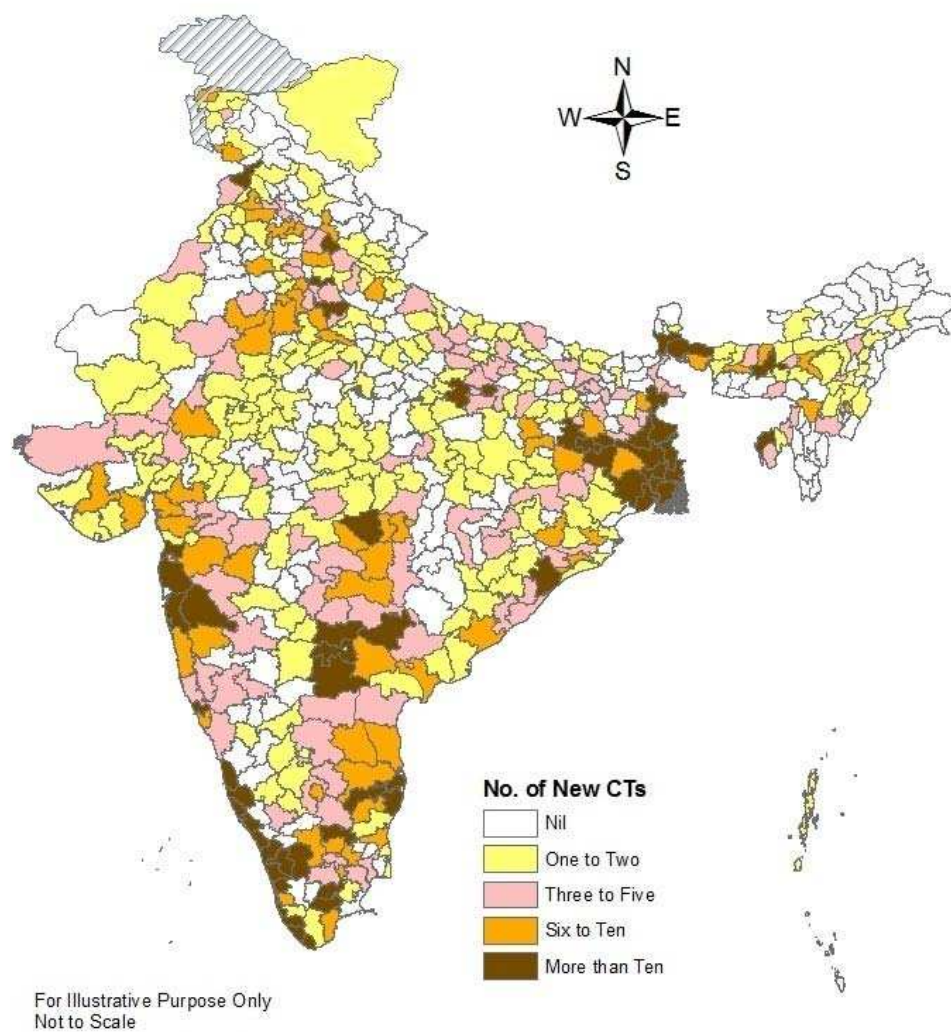 N
W E
S
No. of New CTs
Nil
One to Two
Three to Five
Six to Ten
More than Ten
For Illustrative Purpose Only
Not to Scale